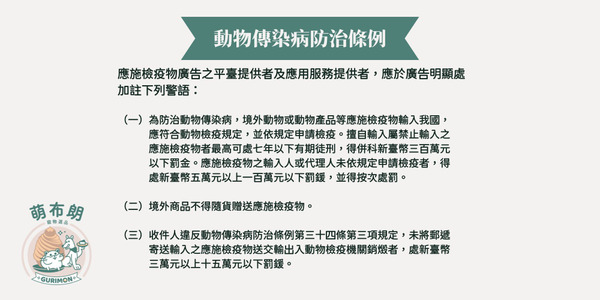 動物傳染病防治條例
應施檢疫物廣告之平臺提供者及應用服務提供者，應於廣告明顯處
加註下列警語：
（一）為防治動物傳染病，境外動物或動物產品等應施檢疫物輸入我國，
應符合動物檢疫規定，並依規定申請檢疫。擅自輸入屬禁止輸入之
應施檢疫物者最高可處七年以下有期徒刑，得併科新臺幣三百萬元
以下罰金。應施檢疫物之輸入人或代理人未依規定申請檢疫者，得
處新臺幣五萬元以上一百萬元以下罰鍰，並得按次處罰。
（二）境外商品不得隨貨贈送應施檢疫物。
（三）收件人違反動物傳染病防治條例第三十四條第三項規定，未將郵遞
寄送輸入之應施檢疫物送交輸出入動物檢疫機關銷燬者，處新臺幣
三萬元以上十五萬元以下罰鍰。
萌布朗
寵物選品
GURIMON